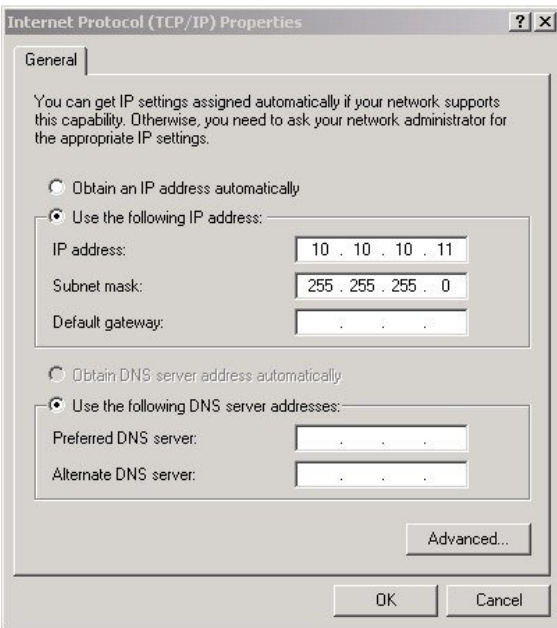 Internet Protocol (TCP/IP) Properties ? X
General
You can get IP settings assigned automatically if your network supports
this capability. Otherwise, you need to ask your network administrator for
the appropriate IP settings.
Obtain an IP address automatically
Use the following IP address:
IP address: 10 . 10 . 10 . 11
Subnet mask: 255 . 255 . 255 . 0
Default gateway: . . .
Obtain DNS server address automatically
Use the following DNS server addresses:
Preferred DNS server: . . .
Alternate DNS server: . . .
Advanced...
OK Cancel